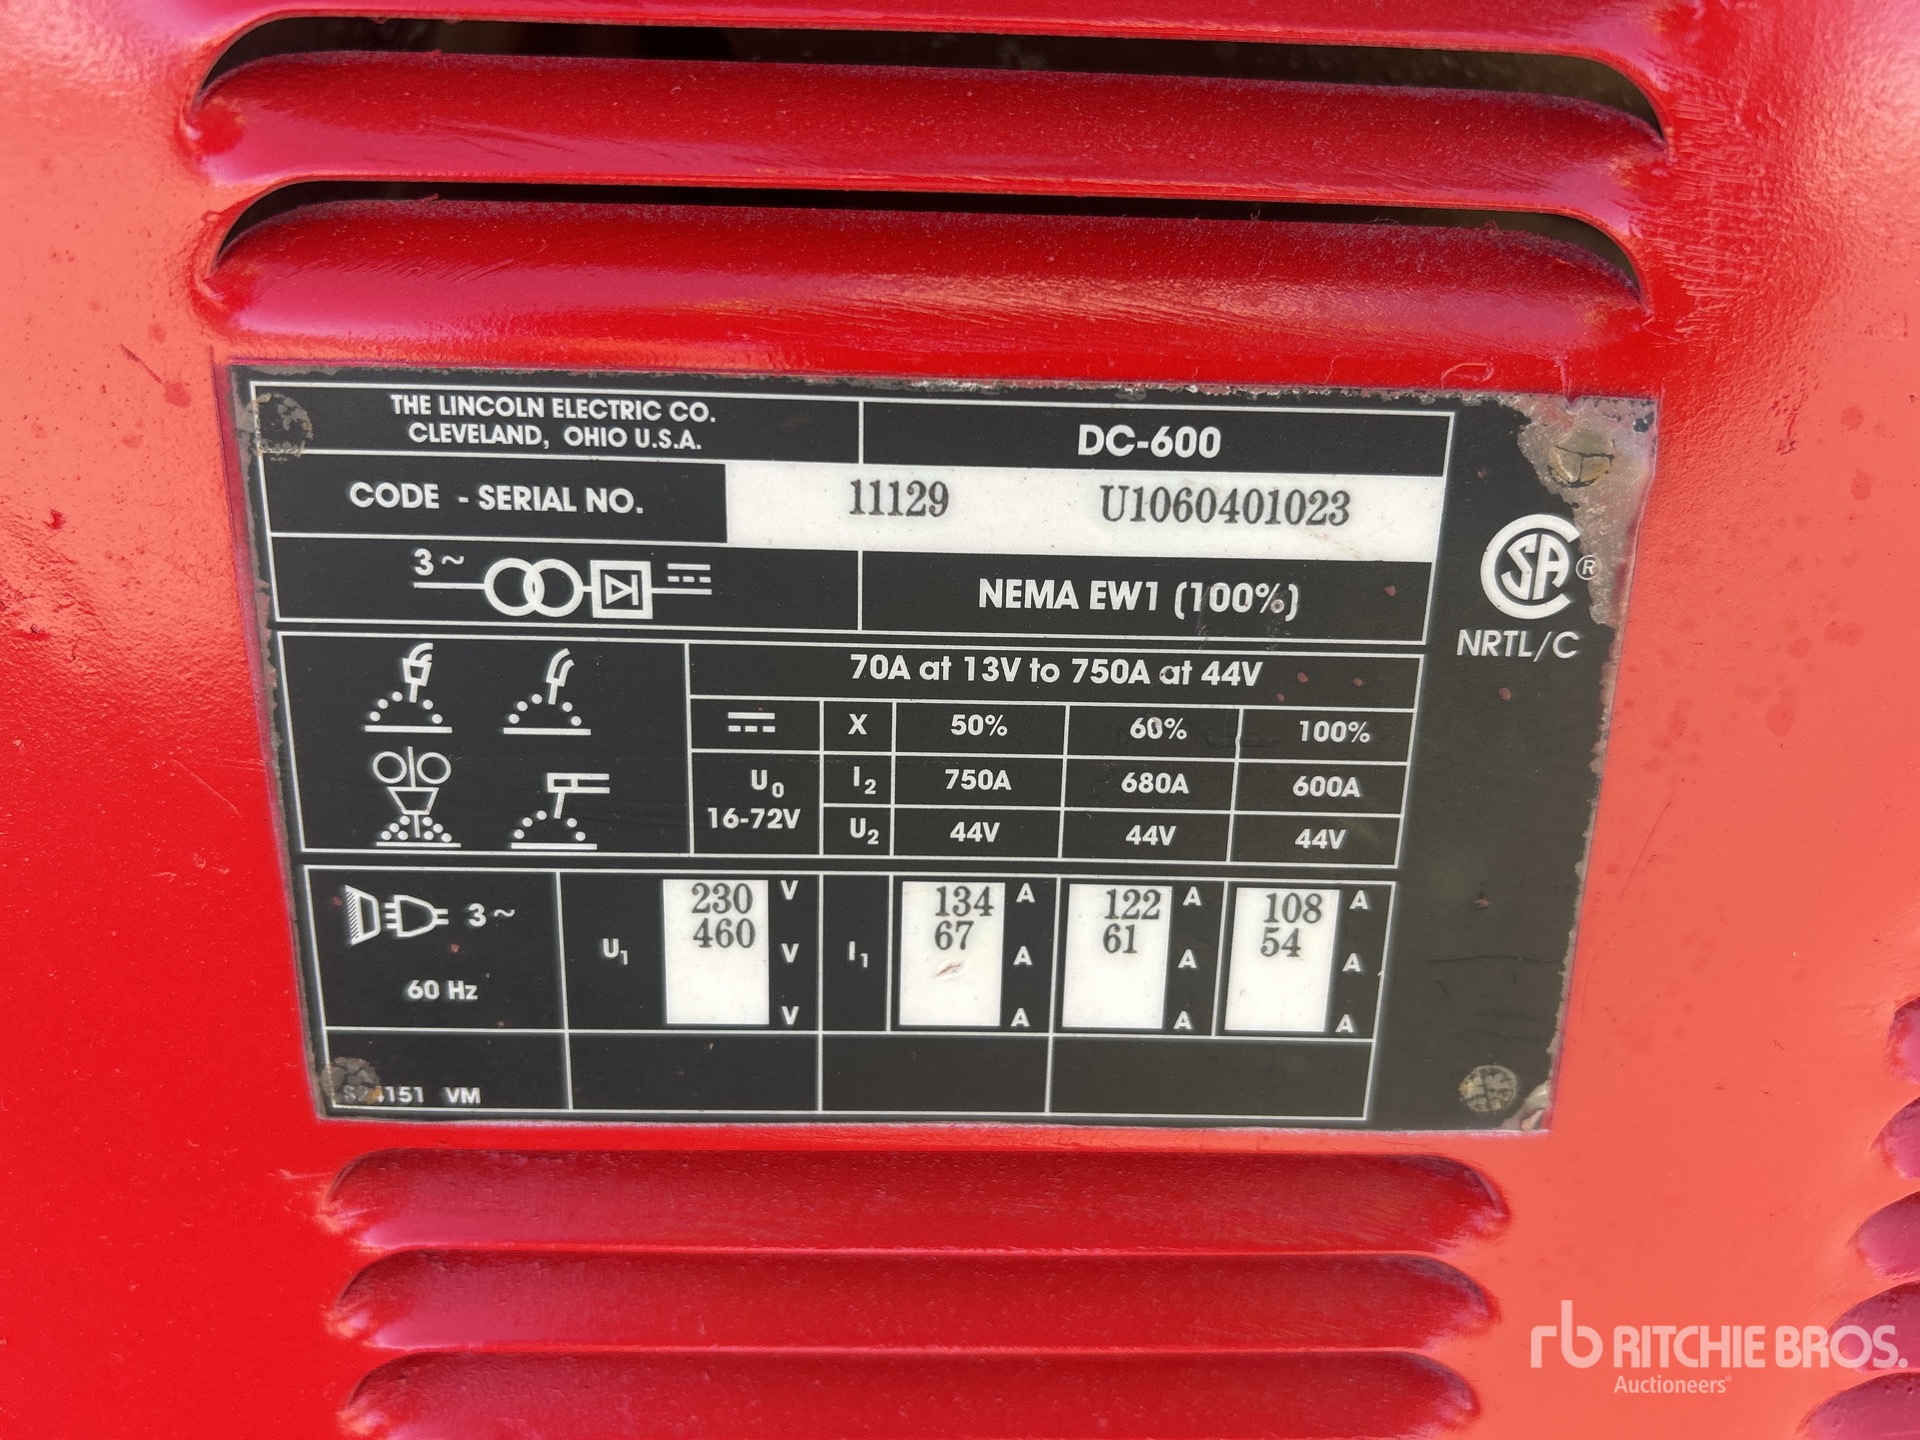 THE LINCOLN ELECTRIC CO.
CLEVELAND, OHIO U.S.A.
DC-600
CODE - SERIAL NO.
11129 U1060401023
3~
NEMA EW1 (100%)
SA ®
NRTL/C
70A at 13V to 750A at 44V
X 50% 60% 100%
U0
16-72V
I2 750A 680A 600A
U2 44V 44V 44V
3~
60 Hz
U1
230 V
460 V
V
I1
134 A 122 A 108 A
67 A 61 A 54 A
A A A
VM
rb RITCHIE BROS.
Auctioneers